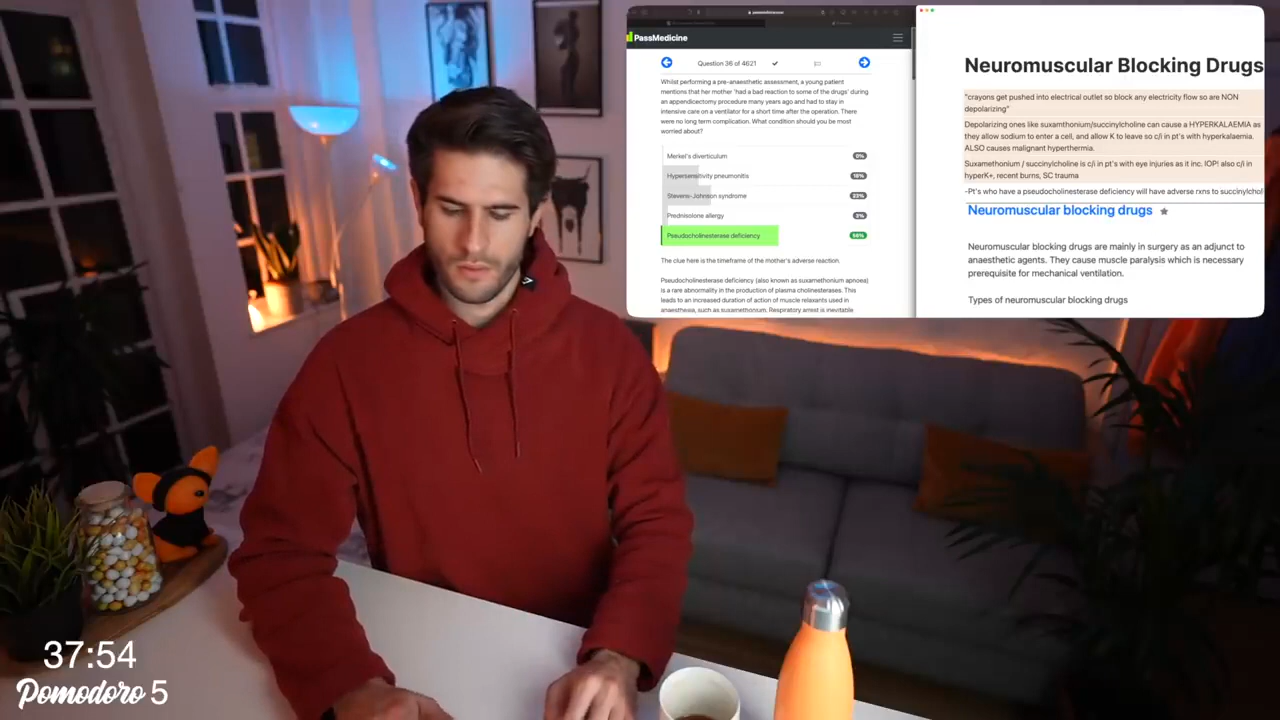 PassMedicine
Question 36 of 4621
Whilst performing a pre-anaesthetic assessment, a young patient
mentions that her mother 'had a bad reaction to some of the drugs' during
an appendicectomy procedure many years ago and had to stay in
intensive care on a ventilator for a short time after the operation. There
were no long term complication. What condition should you be most
worried about?
Merkel's diverticulum 0%
Hypersensitivity pneumonitis 18%
Stevens-Johnson syndrome 23%
Prednisolone allergy 3%
Pseudocholinesterase deficiency 56%
The clue here is the timeframe of the mother's adverse reaction.
Pseudocholinesterase deficiency (also known as suxamethonium apnoea)
is a rare abnormality in the production of plasma cholinesterases. This
leads to an increased duration of action of muscle relaxants used in
anaesthesia, such as suxamethonium. Respiratory arrest is inevitable
Neuromuscular Blocking Drugs
"crayons get pushed into electrical outlet so block any electricity flow so are NON
depolarizing"
Depolarizing ones like suxamthonium/succinylcholine can cause a HYPERKALAEMIA as
they allow sodium to enter a cell, and allow K to leave so c/i in pt's with hyperkalaemia.
ALSO causes malignant hyperthermia.
Suxamethonium / succinylcholine is c/i in pt's with eye injuries as it inc. IOP! also c/i in
hyperK+, recent burns, SC trauma
-Pt's who have a pseudocholinesterase deficiency will have adverse rxns to succinylchol
Neuromuscular blocking drugs
Neuromuscular blocking drugs are mainly in surgery as an adjunct to
anaesthetic agents. They cause muscle paralysis which is necessary
prerequisite for mechanical ventilation.
Types of neuromuscular blocking drugs
37:54
Pomodoro 5